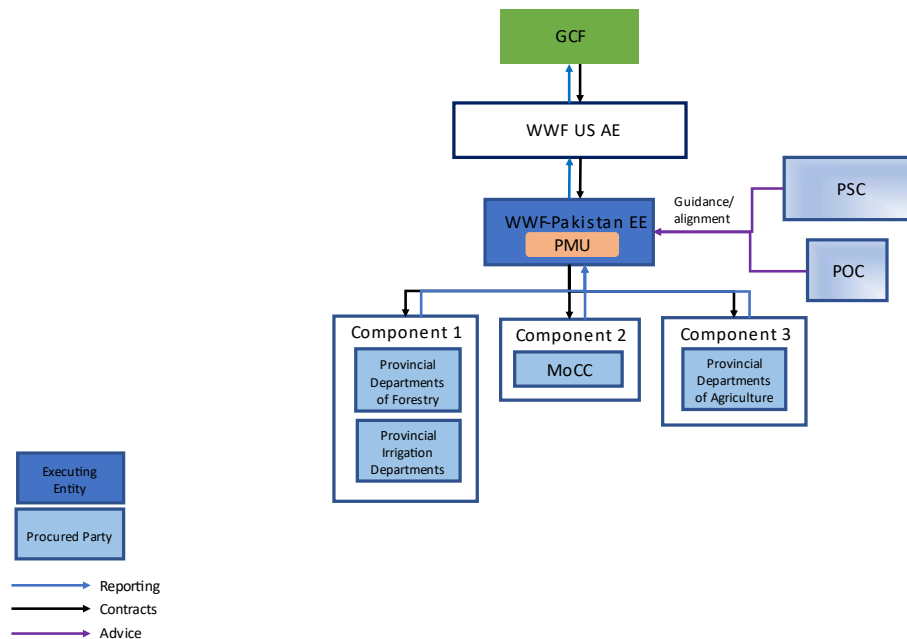 GCF
WWF US AE
WWF-Pakistan EE
PMU
Guidance/
alignment
PSC
POC
Component 1
Provincial
Departments
of Forestry
Provincial
Irrigation
Departments
Component 2
MoCC
Component 3
Provincial
Departments
of Agriculture
Executing
Entity
Procured Party
Reporting
Contracts
Advice